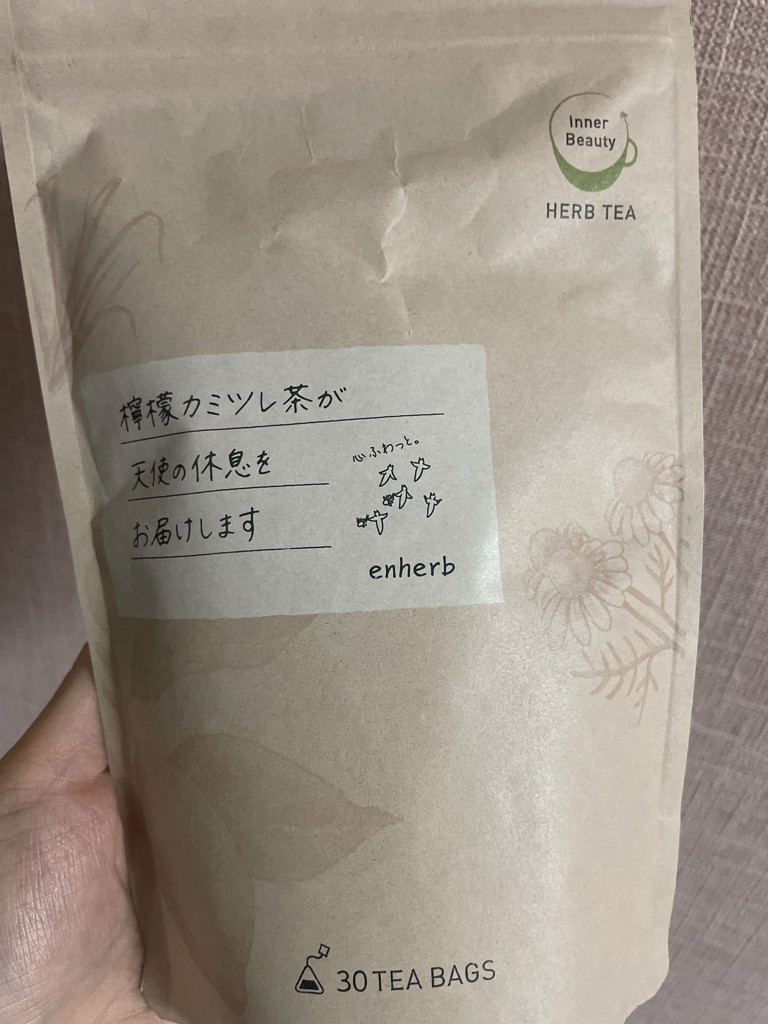 Inner
Beauty
HERB TEA
檸檬カミツレ茶が
天使の休息を
お届けします
心ふわっと。
enherb
30 TEA BAGS